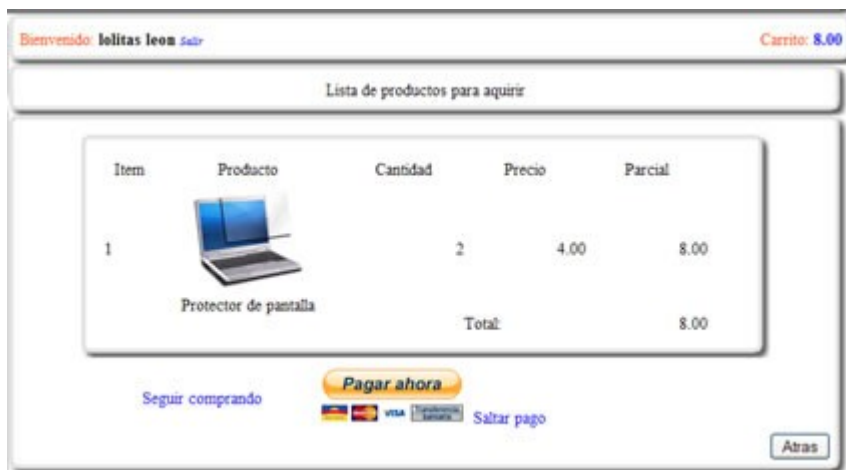 Bienvenido: lolitas leon Salir
Carrito: 8.00
Lista de productos para aquirir
Item Producto Cantidad Precio Parcial
1 2 4.00 8.00
Protector de pantalla
Total: 8.00
Pagar ahora
Seguir comprando
VISA Transferencia bancaria
Saltar pago
Atras